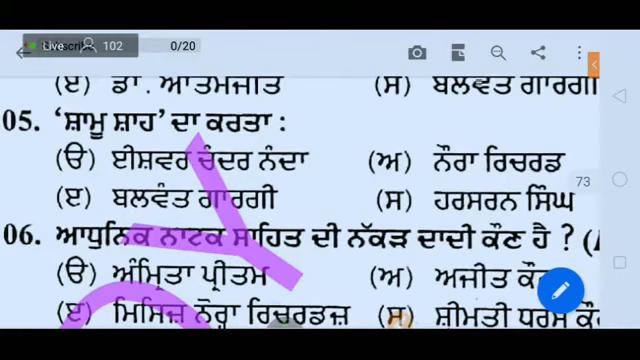 Live 102 0/20
(ੲ) ਡਾ. ਆਤਮਜੀਤ (ਸ) ਬਲਵੰਤ ਗਾਰਗੀ
05. ‘ਸ਼ਾਮੂ ਸ਼ਾਹ’ ਦਾ ਕਰਤਾ :
(ੳ) ਈਸ਼ਵਰ ਚੰਦਰ ਨੰਦਾ (ਅ) ਨੌਰਾ ਰਿਚਰਡ
73
(ੲ) ਬਲਵੰਤ ਗਾਰਗੀ (ਸ) ਹਰਸਰਨ ਸਿੰਘ
06. ਆਧੁਨਿਕ ਨਾਟਕ ਸਾਹਿਤ ਦੀ ਨੱਕੜ ਦਾਦੀ ਕੌਣ ਹੈ ?
(ੳ) ਅੰਮ੍ਰਿਤਾ ਪ੍ਰੀਤਮ (ਅ) ਅਜੀਤ
(ੲ) ਮਿਸਿਜ਼ ਨੋਰ੍ਹਾ ਰਿਚਰਡਜ਼ (ਸ) ਸ਼੍ਰੀਮਤੀ ਧਰਮ